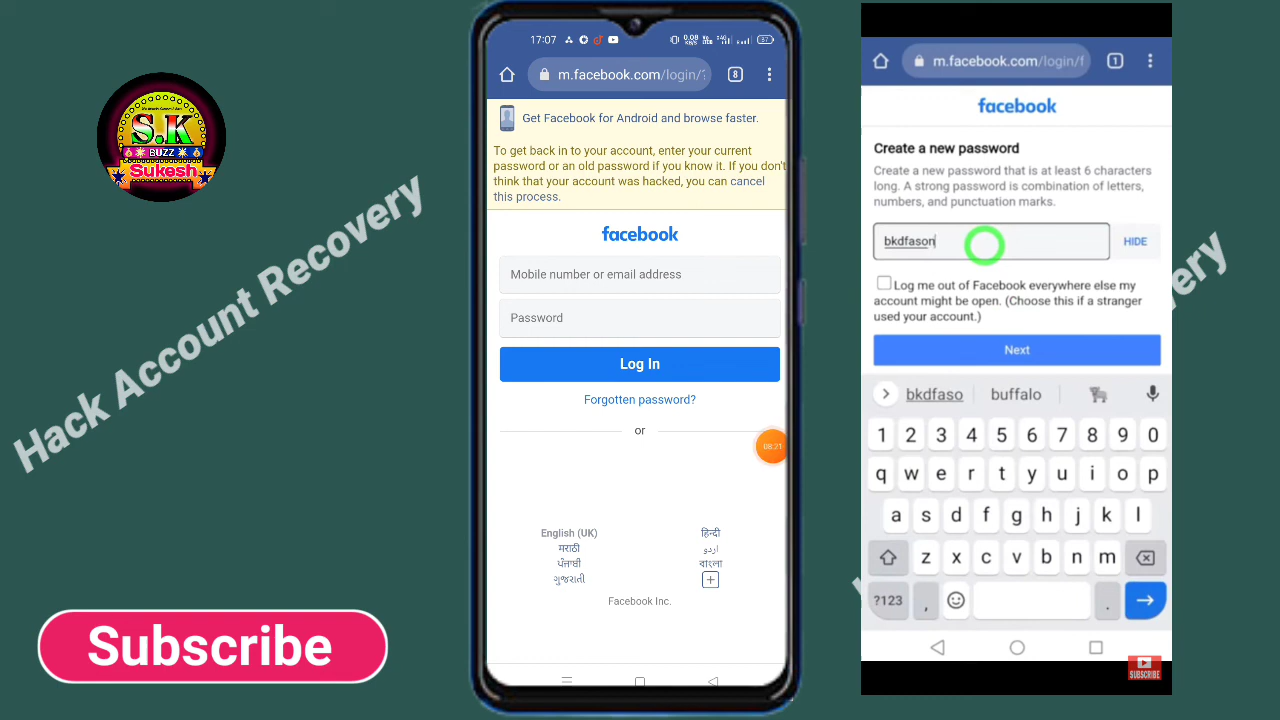 S.K
BUZZ
Sukesh
Hack Account Recovery
Subscribe
17:07
0.08
KB/s
57
m.facebook.com/login/?
8
Get Facebook for Android and browse faster.
To get back in to your account, enter your current
password or an old password if you know it. If you don't
think that your account was hacked, you can cancel
this process.
facebook
Mobile number or email address
Password
Log In
Forgotten password?
or
08:21
English (UK)
हिन्दी
मराठी
اردو
ਪੰਜਾਬੀ
বাংলা
ગુજરાતી
+
Facebook Inc.
m.facebook.com/login/f
1
facebook
Create a new password
Create a new password that is at least 6 characters
long. A strong password is combination of letters,
numbers, and punctuation marks.
bkdfason
HIDE
Log me out of Facebook everywhere else my
account might be open. (Choose this if a stranger
used your account.)
Next
bkdfaso
buffalo
1 2 3 4 5 6 7 8 9 0
q w e r t y u i o p
a s d f g h j k l
z x c v b n m
?123 , .
SUBSCRIBE